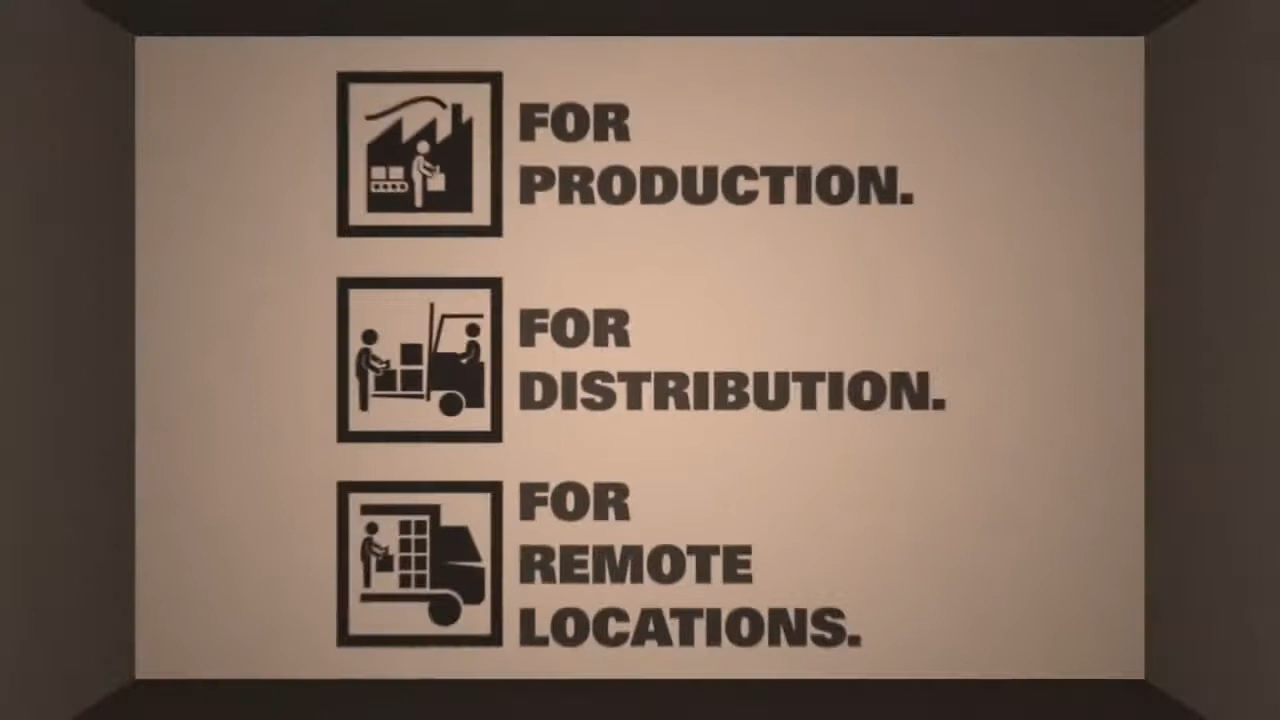 FOR
PRODUCTION.
FOR
DISTRIBUTION.
FOR
REMOTE
LOCATIONS.